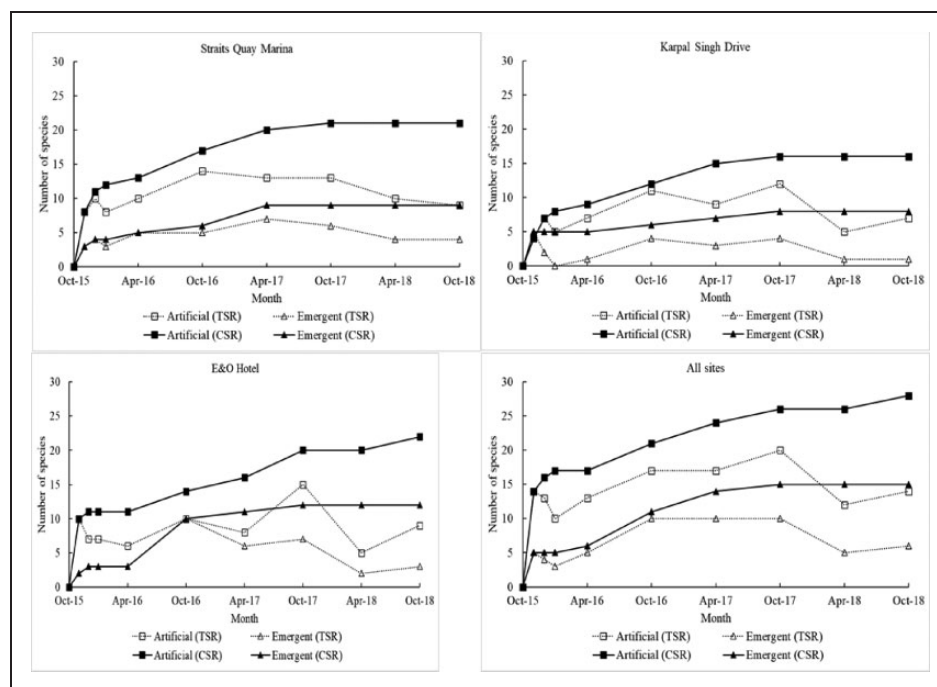 Straits Quay Marina
30
25
20
15
10
5
0
Number of species
Oct-15 Apr-16 Oct-16 Apr-17 Oct-17 Apr-18 Oct-18
Month
Artificial (TSR) Emergent (TSR)
Artificial (CSR) Emergent (CSR)
Karpal Singh Drive
30
25
20
15
10
5
0
Number of species
Oct-15 Apr-16 Oct-16 Apr-17 Oct-17 Apr-18 Oct-18
Month
Artificial (TSR) Emergent (TSR)
Artificial (CSR) Emergent (CSR)
E&O Hotel
30
25
20
15
10
5
0
Number of species
Oct-15 Apr-16 Oct-16 Apr-17 Oct-17 Apr-18 Oct-18
Month
Artificial (TSR) Emergent (TSR)
Artificial (CSR) Emergent (CSR)
All sites
30
25
20
15
10
5
0
Number of species
Oct-15 Apr-16 Oct-16 Apr-17 Oct-17 Apr-18 Oct-18
Month
Artificial (TSR) Emergent (TSR)
Artificial (CSR) Emergent (CSR)